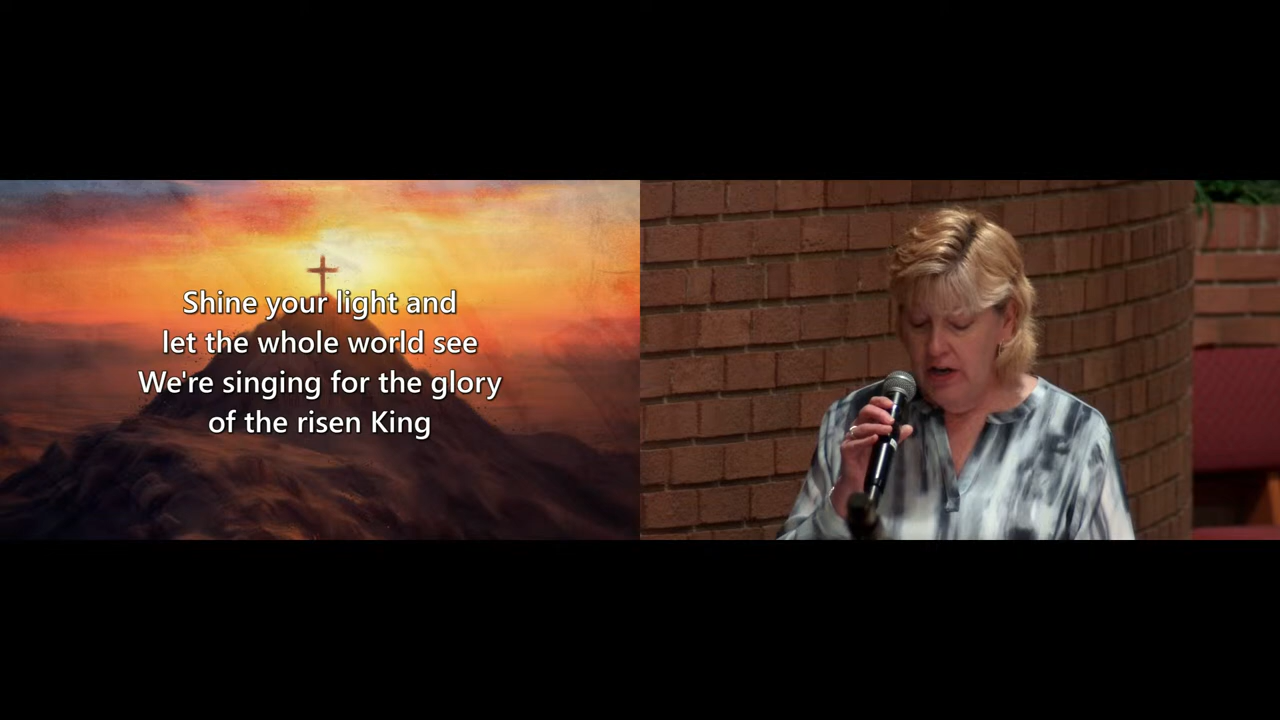 Shine your light and
let the whole world see
We're singing for the glory
of the risen King